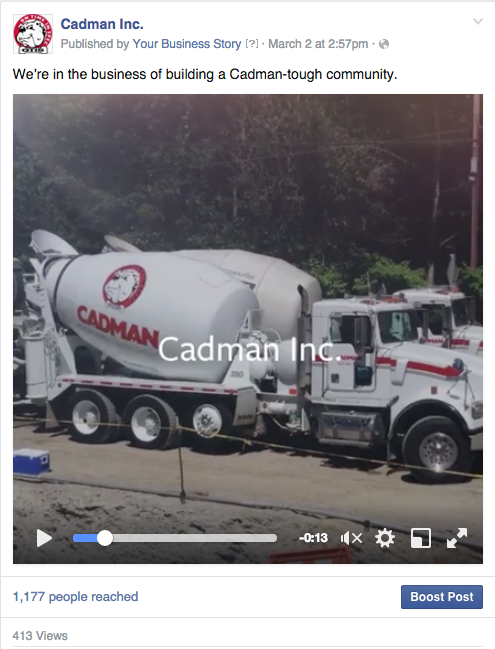 Cadman Inc.
Published by Your Business Story [?] · March 2 at 2:57pm ·
We're in the business of building a Cadman-tough community.
CADMAN
Cadman Inc.
280
-0:13
1,177 people reached
Boost Post
413 Views